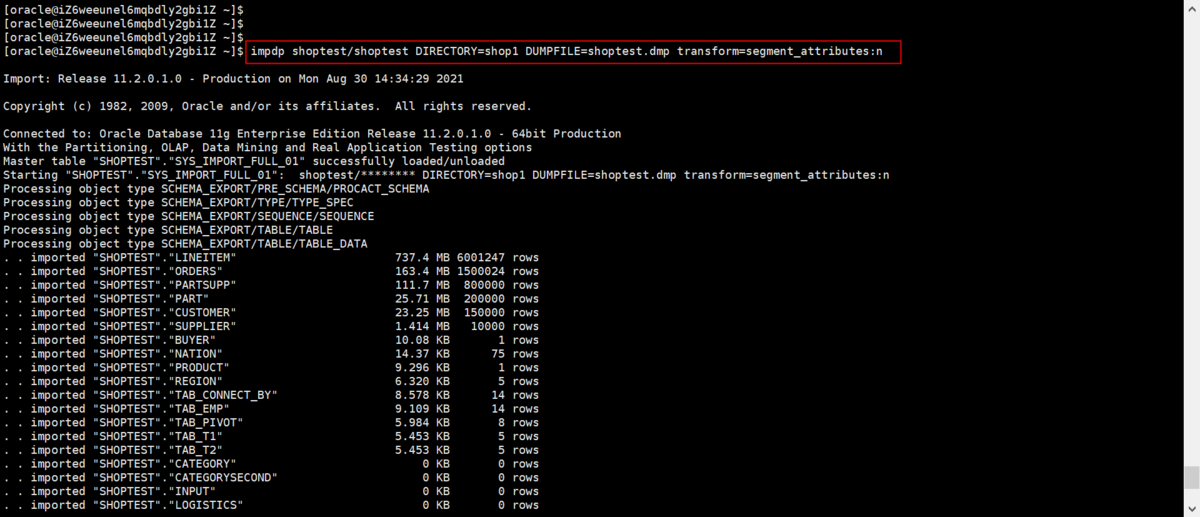 [oracle@iZ6weeunel6mqbdly2gbi1Z ~]$
[oracle@iZ6weeunel6mqbdly2gbi1Z ~]$
[oracle@iZ6weeunel6mqbdly2gbi1Z ~]$
[oracle@iZ6weeunel6mqbdly2gbi1Z ~]$ impdp shoptest/shoptest DIRECTORY=shop1 DUMPFILE=shoptest.dmp transform=segment_attributes:n
Import: Release 11.2.0.1.0 - Production on Mon Aug 30 14:34:29 2021
Copyright (c) 1982, 2009, Oracle and/or its affiliates.  All rights reserved.
Connected to: Oracle Database 11g Enterprise Edition Release 11.2.0.1.0 - 64bit Production
With the Partitioning, OLAP, Data Mining and Real Application Testing options
Master table "SHOPTEST"."SYS_IMPORT_FULL_01" successfully loaded/unloaded
Starting "SHOPTEST"."SYS_IMPORT_FULL_01":  shoptest/******** DIRECTORY=shop1 DUMPFILE=shoptest.dmp transform=segment_attributes:n
Processing object type SCHEMA_EXPORT/PRE_SCHEMA/PROCACT_SCHEMA
Processing object type SCHEMA_EXPORT/TYPE/TYPE_SPEC
Processing object type SCHEMA_EXPORT/SEQUENCE/SEQUENCE
Processing object type SCHEMA_EXPORT/TABLE/TABLE
Processing object type SCHEMA_EXPORT/TABLE/TABLE_DATA
. . imported "SHOPTEST"."LINEITEM"                       737.4 MB 6001247 rows
. . imported "SHOPTEST"."ORDERS"                         163.4 MB 1500024 rows
. . imported "SHOPTEST"."PARTSUPP"                       111.7 MB  800000 rows
. . imported "SHOPTEST"."PART"                           25.71 MB  200000 rows
. . imported "SHOPTEST"."CUSTOMER"                       23.25 MB  150000 rows
. . imported "SHOPTEST"."SUPPLIER"                       1.414 MB   10000 rows
. . imported "SHOPTEST"."BUYER"                          10.08 KB       1 rows
. . imported "SHOPTEST"."NATION"                         14.37 KB      75 rows
. . imported "SHOPTEST"."PRODUCT"                        9.296 KB       1 rows
. . imported "SHOPTEST"."REGION"                         6.320 KB       5 rows
. . imported "SHOPTEST"."TAB_CONNECT_BY"                 8.578 KB      14 rows
. . imported "SHOPTEST"."TAB_EMP"                        9.109 KB      14 rows
. . imported "SHOPTEST"."TAB_PIVOT"                      5.984 KB       8 rows
. . imported "SHOPTEST"."TAB_T1"                         5.453 KB       5 rows
. . imported "SHOPTEST"."TAB_T2"                         5.453 KB       5 rows
. . imported "SHOPTEST"."CATEGORY"                           0 KB       0 rows
. . imported "SHOPTEST"."CATEGORYSECOND"                     0 KB       0 rows
. . imported "SHOPTEST"."INPUT"                              0 KB       0 rows
. . imported "SHOPTEST"."LOGISTICS"                          0 KB       0 rows